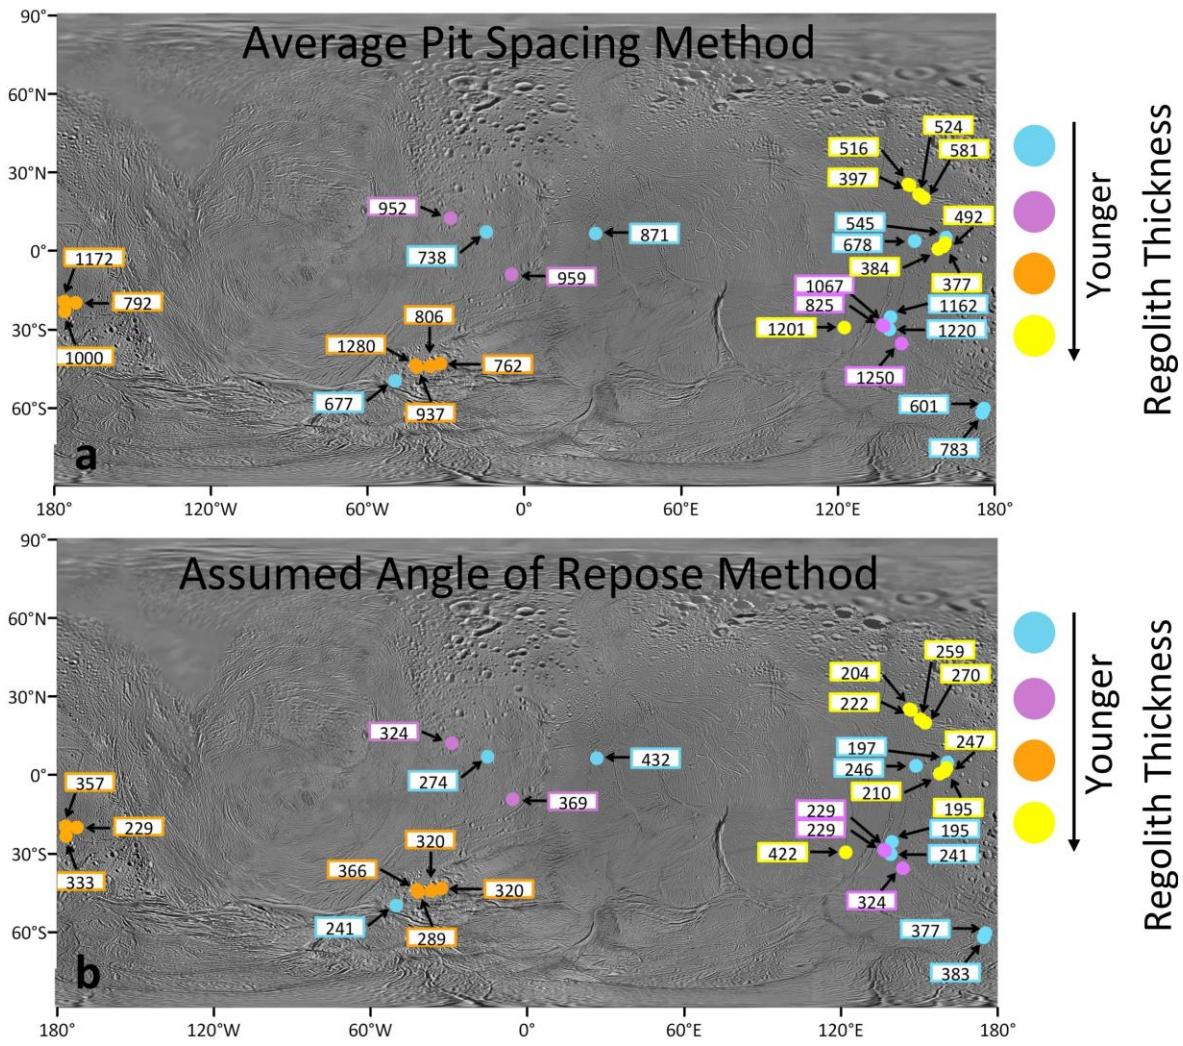 Average Pit Spacing Method
90°
60°N
30°N
0°
30°S
60°S
180°
120°W
60°W
0°
60°E
120°E
180°
a
1172
792
1000
952
738
871
959
806
1280
762
677
937
524
516
581
397
492
545
678
384
377
1067
825
1162
1201
1220
1250
601
783
Younger
Regolith Thickness
Assumed Angle of Repose Method
90°
60°N
30°N
0°
30°S
60°S
180°
120°W
60°W
0°
60°E
120°E
180°
b
357
229
333
324
274
432
369
320
366
320
241
289
259
204
270
222
247
197
246
210
195
229
229
195
422
241
324
377
383
Younger
Regolith Thickness